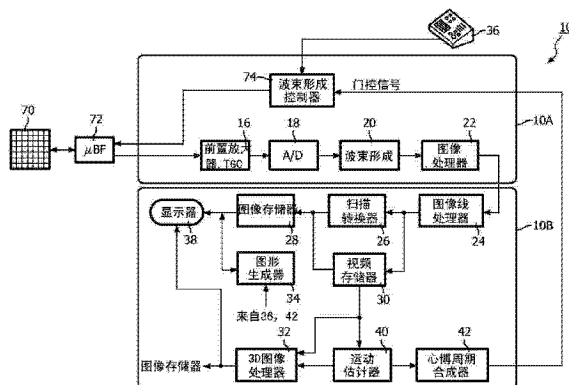 10
36
74
波束形成
控制器
门控信号
10A
70
72
μBF
16
前置放大
器、TGC
18
A/D
20
波束形成
22
图像
处理器
10B
显示器
38
图像存储器
28
扫描
转换器
26
图像线
处理器
24
图形
生成器
34
来自36, 42
视频
存储器
30
32
3D图像
处理器
图像存储器
40
运动
估计器
42
心搏周期
合成器